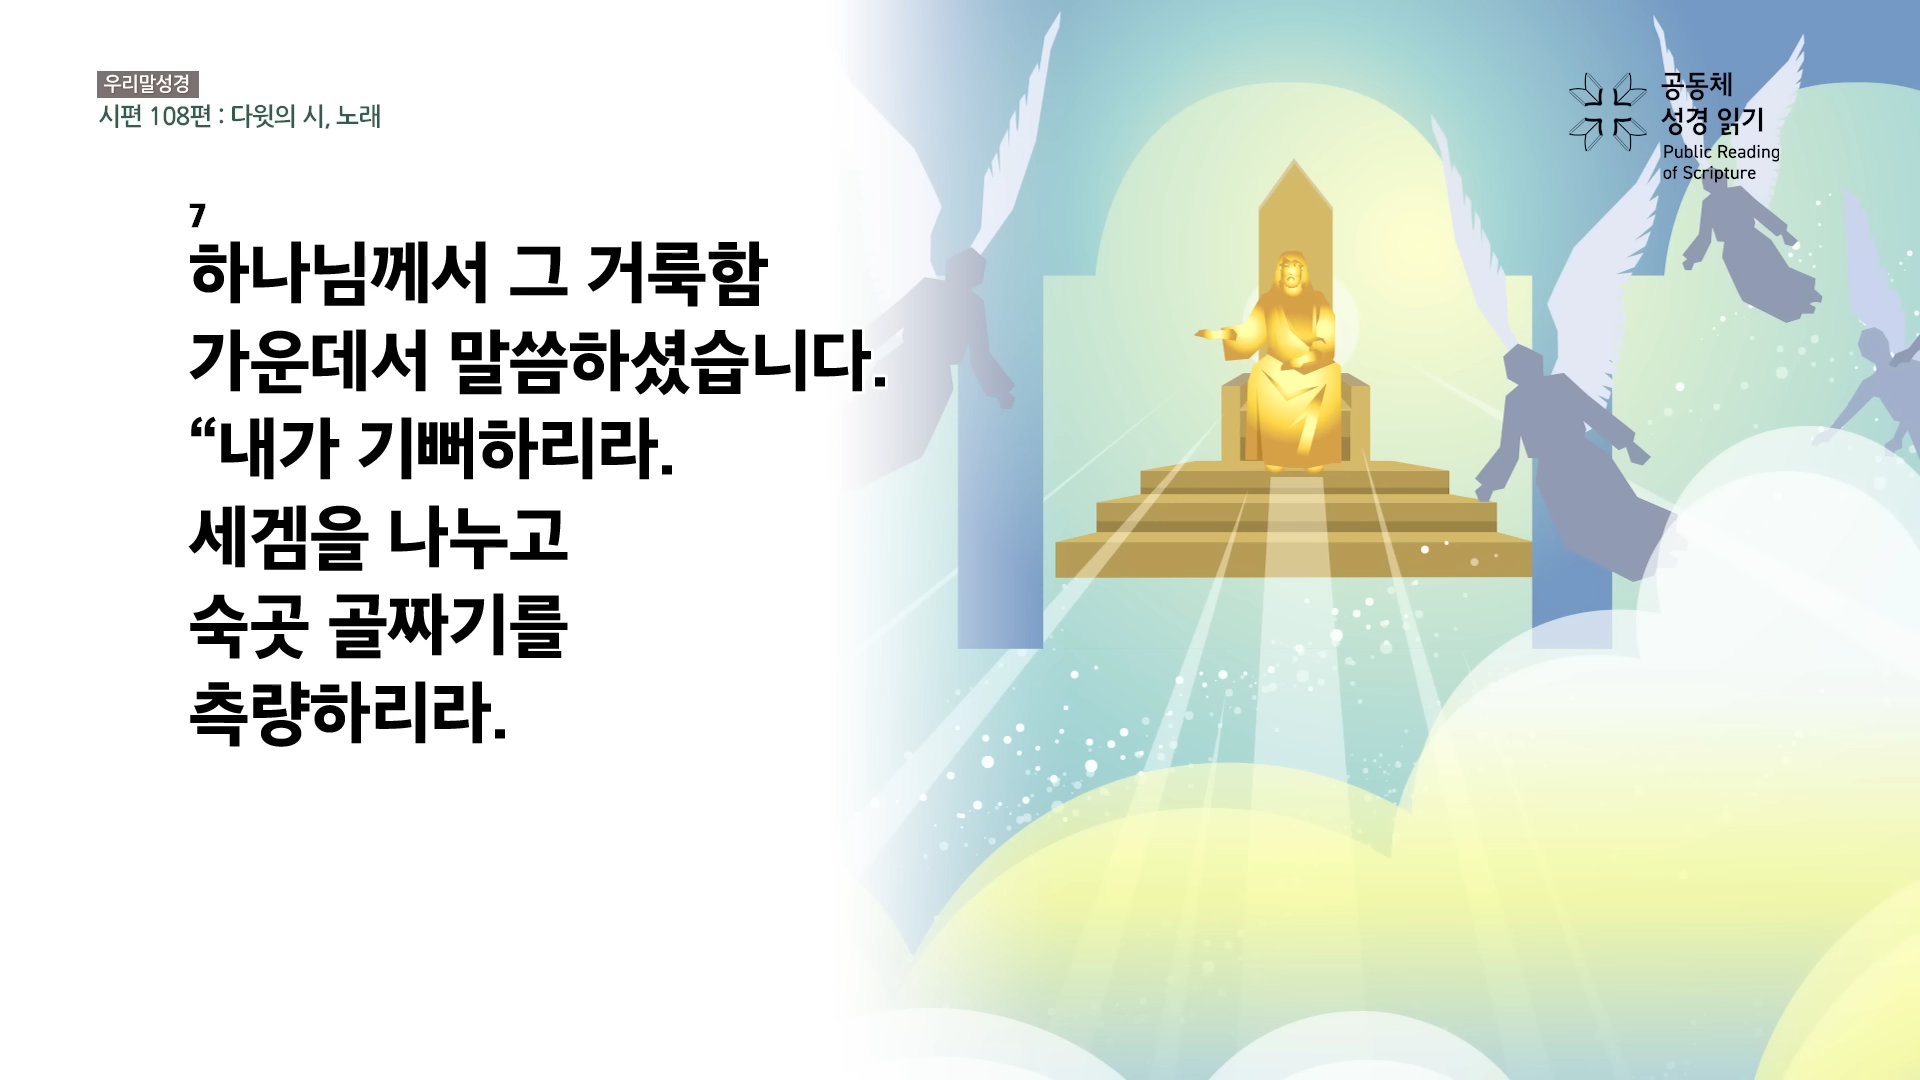 우리말성경
시편 108편 : 다윗의 시, 노래
공동체
성경 읽기
Public Reading
of Scripture
7
하나님께서 그 거룩함
가운데서 말씀하셨습니다.
“내가 기뻐하리라.
세겜을 나누고
숙곳 골짜기를
측량하리라.